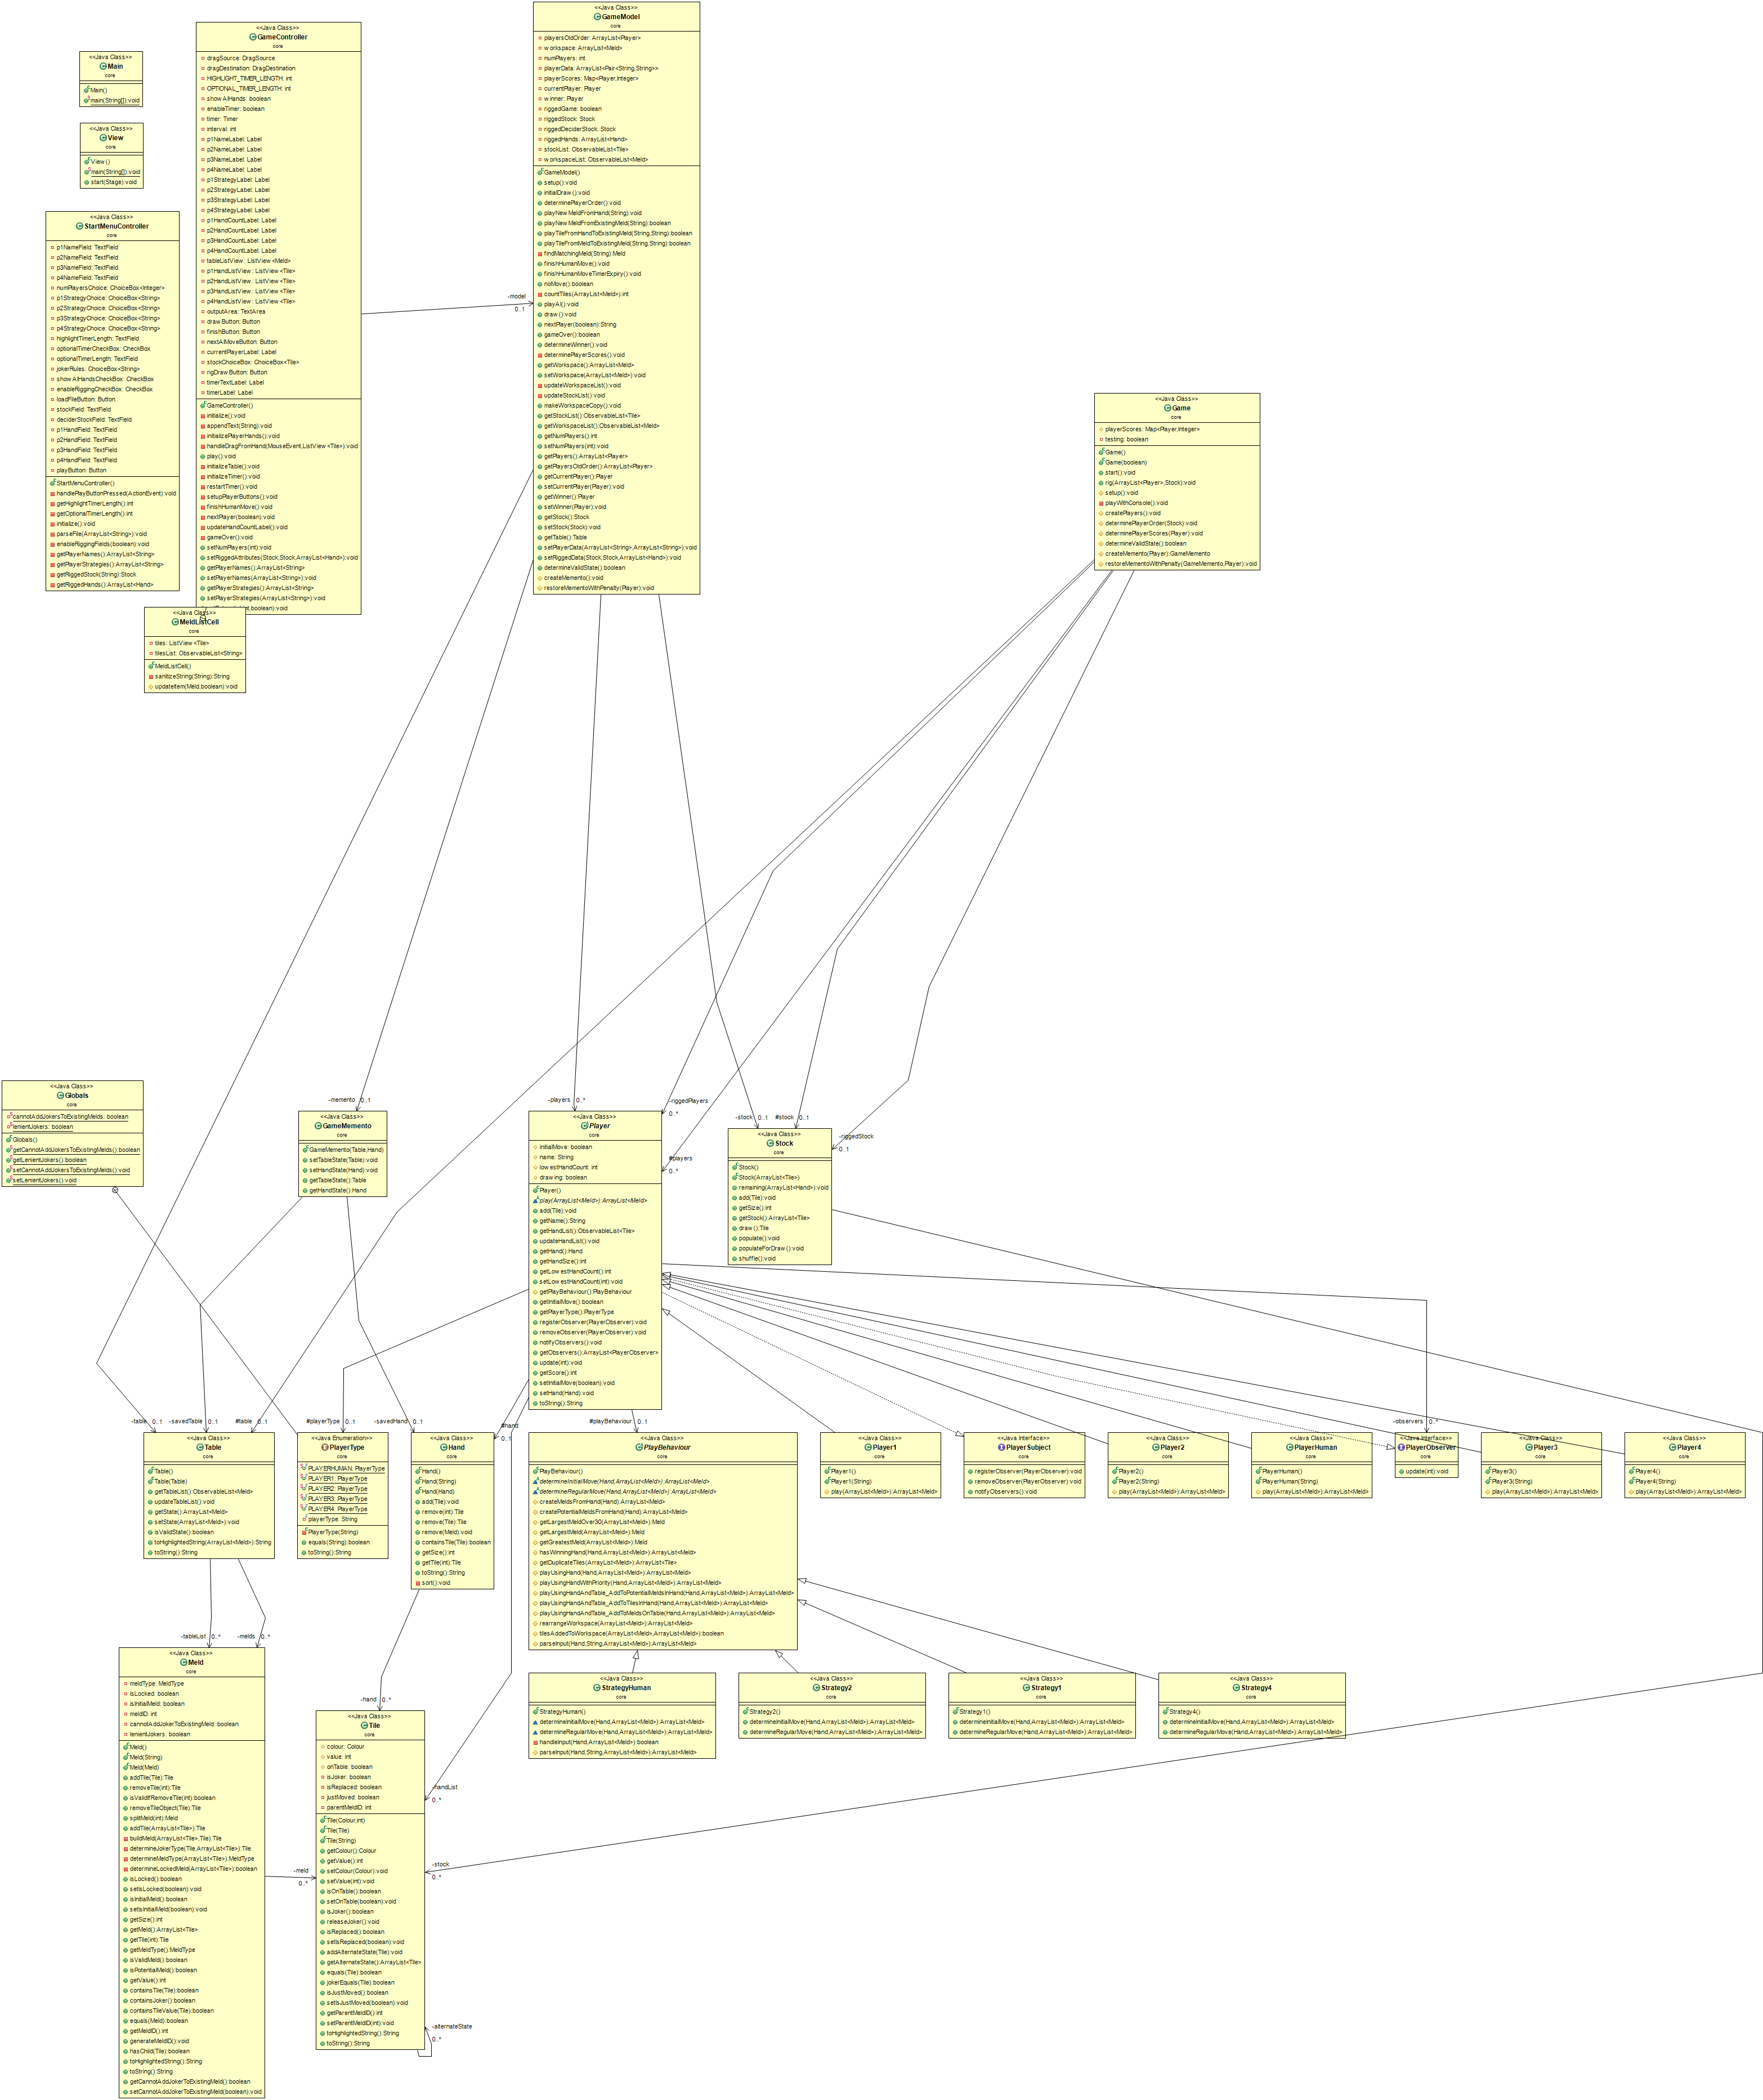 <<Java Class>>
Main
core
Main()
main(String[]):void
<<Java Class>>
View
core
View()
main(String[]):void
start(Stage):void
<<Java Class>>
StartMenuController
core
p1NameField: TextField
p2NameField: TextField
p3NameField: TextField
p4NameField: TextField
numPlayersChoice: ChoiceBox<Integer>
p1StrategyChoice: ChoiceBox<String>
p2StrategyChoice: ChoiceBox<String>
p3StrategyChoice: ChoiceBox<String>
p4StrategyChoice: ChoiceBox<String>
highlightTimerLength: TextField
optionalTimerCheckBox: CheckBox
optionalTimerLength: TextField
jokerRules: ChoiceBox<String>
showAIHandsCheckBox: CheckBox
enableRiggingCheckBox: CheckBox
loadFileButton: Button
stockField: TextField
deciderStockField: TextField
p1HandField: TextField
p2HandField: TextField
p3HandField: TextField
p4HandField: TextField
playButton: Button
StartMenuController()
handlePlayButtonPressed(ActionEvent):void
getHighlightTimerLength():int
getOptionalTimerLength():int
initialize():void
parseFile(ArrayList<String>):void
enableRiggingFields(boolean):void
getPlayerNames():ArrayList<String>
getPlayerStrategies():ArrayList<String>
getRiggedStock(String):Stock
getRiggedHands():ArrayList<Hand>
<<Java Class>>
GameController
core
dragSource: DragSource
dragDestination: DragDestination
HIGHLIGHT_TIMER_LENGTH: int
OPTIONAL_TIMER_LENGTH: int
showAIHands: boolean
enableTimer: boolean
timer: Timer
interval: int
p1NameLabel: Label
p2NameLabel: Label
p3NameLabel: Label
p4NameLabel: Label
p1StrategyLabel: Label
p2StrategyLabel: Label
p3StrategyLabel: Label
p4StrategyLabel: Label
p1HandCountLabel: Label
p2HandCountLabel: Label
p3HandCountLabel: Label
p4HandCountLabel: Label
tableListView: ListView<Meld>
p1HandListView: ListView<Tile>
p2HandListView: ListView<Tile>
p3HandListView: ListView<Tile>
p4HandListView: ListView<Tile>
outputArea: TextArea
drawButton: Button
finishButton: Button
nextAIMoveButton: Button
currentPlayerLabel: Label
stockChoiceBox: ChoiceBox<Tile>
rigDrawButton: Button
timerTextLabel: Label
timerLabel: Label
GameController()
initialize():void
appendText(String):void
initializePlayerHands():void
handleDragFromHand(MouseEvent,ListView<Tile>):void
play():void
initializeTable():void
initializeTimer():void
restartTimer():void
setupPlayerButtons():void
finishHumanMove():void
nextPlayer(boolean):void
updateHandCountLabel():void
gameOver():void
setNumPlayers(int):void
setRiggedAttributes(Stock,Stock,ArrayList<Hand>):void
getPlayerNames():ArrayList<String>
setPlayerNames(ArrayList<String>):void
getPlayerStrategies():ArrayList<String>
setPlayerStrategies(ArrayList<String>):void
,boolean):void
<<Java Class>>
MeldListCell
core
tiles: ListView<Tile>
tilesList: ObservableList<String>
MeldListCell()
sanitizeString(String):String
updateItem(Meld,boolean):void
-model
0..1
<<Java Class>>
GameModel
core
playersOldOrder: ArrayList<Player>
workspace: ArrayList<Meld>
numPlayers: int
playerData: ArrayList<Pair<String,String>>
playerScores: Map<Player,Integer>
currentPlayer: Player
winner: Player
riggedGame: boolean
riggedStock: Stock
riggedDeciderStock: Stock
riggedHands: ArrayList<Hand>
stockList: ObservableList<Tile>
workspaceList: ObservableList<Meld>
GameModel()
setup():void
initialDraw():void
determinePlayerOrder():void
playNewMeldFromHand(String):void
playNewMeldFromExistingMeld(String):boolean
playTileFromHandToExistingMeld(String,String):boolean
playTileFromMeldToExistingMeld(String,String):boolean
findMatchingMeld(String):Meld
finishHumanMove():void
finishHumanMoveTimerExpiry():void
noMove():boolean
countTiles(ArrayList<Meld>):int
playAI():void
draw():void
nextPlayer(boolean):String
gameOver():boolean
determineWinner():void
determinePlayerScores():void
getWorkspace():ArrayList<Meld>
setWorkspace(ArrayList<Meld>):void
updateWorkspaceList():void
updateStockList():void
makeWorkspaceCopy():void
getStockList():ObservableList<Tile>
getWorkspaceList():ObservableList<Meld>
getNumPlayers():int
setNumPlayers(int):void
getPlayers():ArrayList<Player>
getPlayersOldOrder():ArrayList<Player>
getCurrentPlayer():Player
setCurrentPlayer(Player):void
getWinner():Player
setWinner(Player):void
getStock():Stock
setStock(Stock):void
getTable():Table
setPlayerData(ArrayList<String>,ArrayList<String>):void
setRiggedData(Stock,Stock,ArrayList<Hand>):void
determineValidState():boolean
createMemento():void
restoreMementoWithPenalty(Player):void
<<Java Class>>
Game
core
playerScores: Map<Player,Integer>
testing: boolean
Game()
Game(boolean)
start():void
rig(ArrayList<Player>,Stock):void
setup():void
playWithConsole():void
createPlayers():void
determinePlayerOrder(Stock):void
determinePlayerScores(Player):void
determineValidState():boolean
createMemento(Player):GameMemento
restoreMementoWithPenalty(GameMemento,Player):void
<<Java Class>>
Globals
core
cannotAddJokersToExistingMelds: boolean
lenientJokers: boolean
Globals()
getCannotAddJokersToExistingMelds():boolean
getLenientJokers():boolean
setCannotAddJokersToExistingMelds():void
setLenientJokers():void
-memento 0..1
<<Java Class>>
GameMemento
core
GameMemento(Table,Hand)
setTableState(Table):void
setHandState(Hand):void
getTableState():Table
getHandState():Hand
-players 0..*
-riggedPlayers
0..*
#players
0..*
<<Java Class>>
Player
core
initialMove: boolean
name: String
lowestHandCount: int
drawing: boolean
Player()
play(ArrayList<Meld>):ArrayList<Meld>
add(Tile):void
getName():String
getHandList():ObservableList<Tile>
updateHandList():void
getHand():Hand
getHandSize():int
getLowestHandCount():int
setLowestHandCount(int):void
getPlayBehaviour():PlayBehaviour
getInitialMove():boolean
getPlayerType():PlayerType
registerObserver(PlayerObserver):void
removeObserver(PlayerObserver):void
notifyObservers():void
getObservers():ArrayList<PlayerObserver>
update(int):void
getScore():int
setInitialMove(boolean):void
setHand(Hand):void
toString():String
-stock 0..1
#stock 0..1
-riggedStock
0..1
<<Java Class>>
Stock
core
Stock()
Stock(ArrayList<Tile>)
remaining(ArrayList<Hand>):void
add(Tile):void
getSize():int
getStock():ArrayList<Tile>
draw():Tile
populate():void
populateForDraw():void
shuffle():void
-table 0..1
-savedTable 0..1
#table 0..1
<<Java Class>>
Table
core
Table()
Table(Table)
getTableList():ObservableList<Meld>
updateTableList():void
getState():ArrayList<Meld>
setState(ArrayList<Meld>):void
isValidState():boolean
toHighlightedString(ArrayList<Meld>):String
toString():String
#playerType 0..1
<<Java Enumeration>>
PlayerType
core
PLAYERHUMAN: PlayerType
PLAYER1: PlayerType
PLAYER2: PlayerType
PLAYER3: PlayerType
PLAYER4: PlayerType
playerType: String
PlayerType(String)
equals(String):boolean
toString():String
-savedHand 0..1
#hand
0..1
<<Java Class>>
Hand
core
Hand()
Hand(String)
Hand(Hand)
add(Tile):void
remove(int):Tile
remove(Tile):Tile
remove(Meld):void
containsTile(Tile):boolean
getSize():int
getTile(int):Tile
toString():String
sort():void
#playBehaviour 0..1
<<Java Class>>
PlayBehaviour
core
PlayBehaviour()
determineInitialMove(Hand,ArrayList<Meld>):ArrayList<Meld>
determineRegularMove(Hand,ArrayList<Meld>):ArrayList<Meld>
createMeldsFromHand(Hand):ArrayList<Meld>
createPotentialMeldsFromHand(Hand):ArrayList<Meld>
getLargestMeldOver30(ArrayList<Meld>):Meld
getLargestMeld(ArrayList<Meld>):Meld
getGreatestMeld(ArrayList<Meld>):Meld
hasWinningHand(Hand,ArrayList<Meld>):ArrayList<Meld>
getDuplicateTiles(ArrayList<Meld>):ArrayList<Tile>
playUsingHand(Hand,ArrayList<Meld>):ArrayList<Meld>
playUsingHandWithPriority(Hand,ArrayList<Meld>):ArrayList<Meld>
playUsingHandAndTable_AddToPotentialMeldsInHand(Hand,ArrayList<Meld>):ArrayList<Meld>
playUsingHandAndTable_AddToTilesInHand(Hand,ArrayList<Meld>):ArrayList<Meld>
playUsingHandAndTable_AddToMeldsOnTable(Hand,ArrayList<Meld>):ArrayList<Meld>
rearrangeWorkspace(ArrayList<Meld>):ArrayList<Meld>
tilesAddedToWorkspace(ArrayList<Meld>,ArrayList<Meld>):boolean
parseInput(Hand,String,ArrayList<Meld>):ArrayList<Meld>
<<Java Class>>
Player1
core
Player1()
Player1(String)
play(ArrayList<Meld>):ArrayList<Meld>
<<Java Interface>>
PlayerSubject
core
registerObserver(PlayerObserver):void
removeObserver(PlayerObserver):void
notifyObservers():void
<<Java Class>>
Player2
core
Player2()
Player2(String)
play(ArrayList<Meld>):ArrayList<Meld>
<<Java Class>>
PlayerHuman
core
PlayerHuman()
PlayerHuman(String)
play(ArrayList<Meld>):ArrayList<Meld>
-observers 0..*
<<Java Interface>>
PlayerObserver
core
update(int):void
<<Java Class>>
Player3
core
Player3()
Player3(String)
play(ArrayList<Meld>):ArrayList<Meld>
<<Java Class>>
Player4
core
Player4()
Player4(String)
play(ArrayList<Meld>):ArrayList<Meld>
-tableList 0..*
-melds 0..*
<<Java Class>>
Meld
core
meldType: MeldType
isLocked: boolean
isInitialMeld: boolean
meldID: int
cannotAddJokerToExistingMeld: boolean
lenientJokers: boolean
Meld()
Meld(String)
Meld(Meld)
addTile(Tile):Tile
removeTile(int):Tile
isValidIfRemoveTile(int):boolean
removeTileObject(Tile):Tile
splitMeld(int):Meld
addTile(ArrayList<Tile>):Tile
buildMeld(ArrayList<Tile>,Tile):Tile
determineJokerType(Tile,ArrayList<Tile>):Tile
determineMeldType(ArrayList<Tile>):MeldType
determineLockedMeld(ArrayList<Tile>):boolean
isLocked():boolean
setIsLocked(boolean):void
isInitialMeld():boolean
setIsInitialMeld(boolean):void
getSize():int
getMeld():ArrayList<Tile>
getTile(int):Tile
getMeldType():MeldType
isValidMeld():boolean
isPotentialMeld():boolean
getValue():int
containsTile(Tile):boolean
containsJoker():boolean
containsTileValue(Tile):boolean
equals(Meld):boolean
getMeldID():int
generateMeldID():void
hasChild(Tile):boolean
toHighlightedString():String
toString():String
getCannotAddJokerToExistingMeld():boolean
setCannotAddJokerToExistingMeld(boolean):void
-meld
0..*
-hand 0..*
<<Java Class>>
Tile
core
colour: Colour
value: int
onTable: boolean
isJoker: boolean
isReplaced: boolean
justMoved: boolean
parentMeldID: int
Tile(Colour,int)
Tile(Tile)
Tile(String)
getColour():Colour
getValue():int
setColour(Colour):void
setValue(int):void
isOnTable():boolean
setOnTable(boolean):void
isJoker():boolean
releaseJoker():void
isReplaced():boolean
setIsReplaced(boolean):void
addAlternateState(Tile):void
getAlternateState():ArrayList<Tile>
equals(Tile):boolean
jokerEquals(Tile):boolean
isJustMoved():boolean
setIsJustMoved(boolean):void
getParentMeldID():int
setParentMeldID(int):void
toHighlightedString():String
toString():String
-handList
0..*
-stock
0..*
-alternateState
0..*
<<Java Class>>
StrategyHuman
core
StrategyHuman()
determineInitialMove(Hand,ArrayList<Meld>):ArrayList<Meld>
determineRegularMove(Hand,ArrayList<Meld>):ArrayList<Meld>
handleInput(Hand,ArrayList<Meld>):boolean
parseInput(Hand,String,ArrayList<Meld>):ArrayList<Meld>
<<Java Class>>
Strategy2
core
Strategy2()
determineInitialMove(Hand,ArrayList<Meld>):ArrayList<Meld>
determineRegularMove(Hand,ArrayList<Meld>):ArrayList<Meld>
<<Java Class>>
Strategy1
core
Strategy1()
determineInitialMove(Hand,ArrayList<Meld>):ArrayList<Meld>
determineRegularMove(Hand,ArrayList<Meld>):ArrayList<Meld>
<<Java Class>>
Strategy4
core
Strategy4()
determineInitialMove(Hand,ArrayList<Meld>):ArrayList<Meld>
determineRegularMove(Hand,ArrayList<Meld>):ArrayList<Meld>